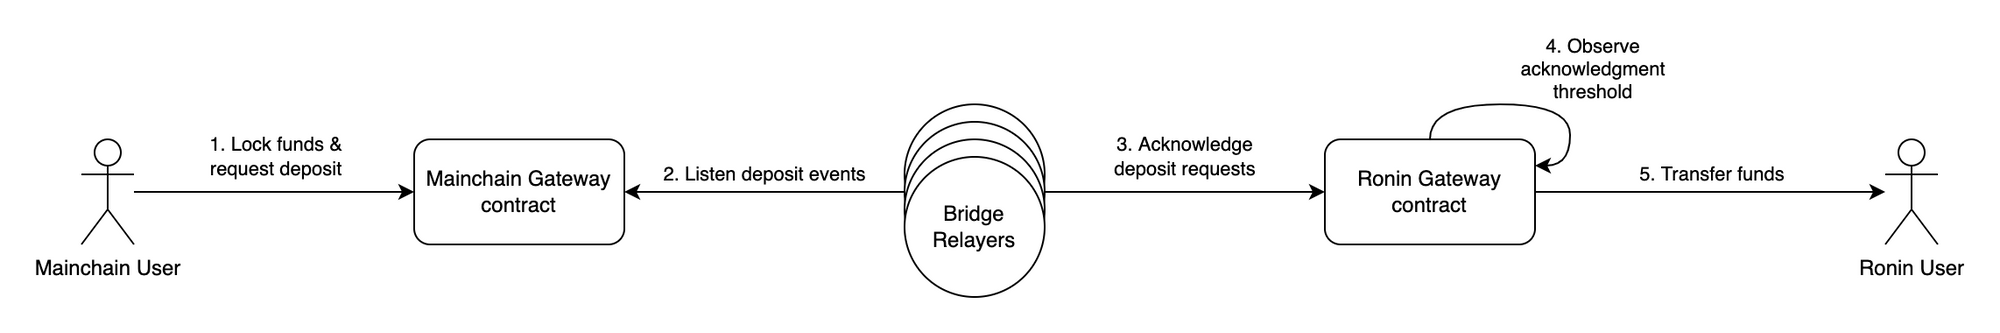 1. Lock funds &
request deposit
Mainchain User
Mainchain Gateway
contract
2. Listen deposit events
Bridge
Relayers
3. Acknowledge
deposit requests
Ronin Gateway
contract
4. Observe
acknowledgment
threshold
5. Transfer funds
Ronin User